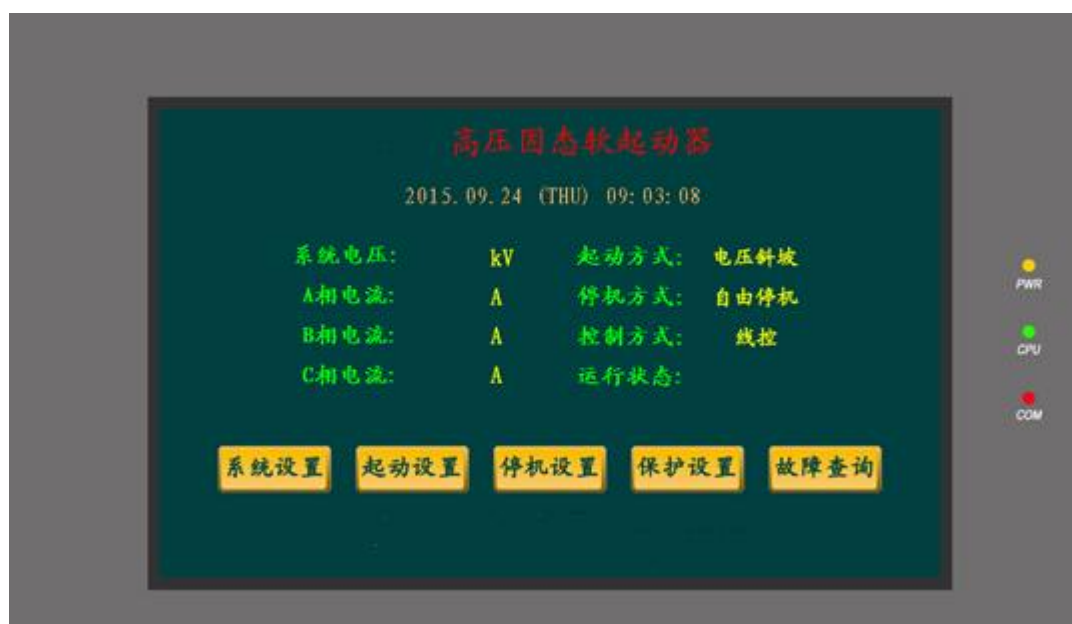 高压固态软起动器
2015.09.24 (THU) 09:03:08
系统电压: kV 起动方式: 电压斜坡
A相电流: A 停机方式: 自由停机
B相电流: A 控制方式: 线控
C相电流: A 运行状态:
系统设置 起动设置 停机设置 保护设置 故障查询
PWR
CPU
COM